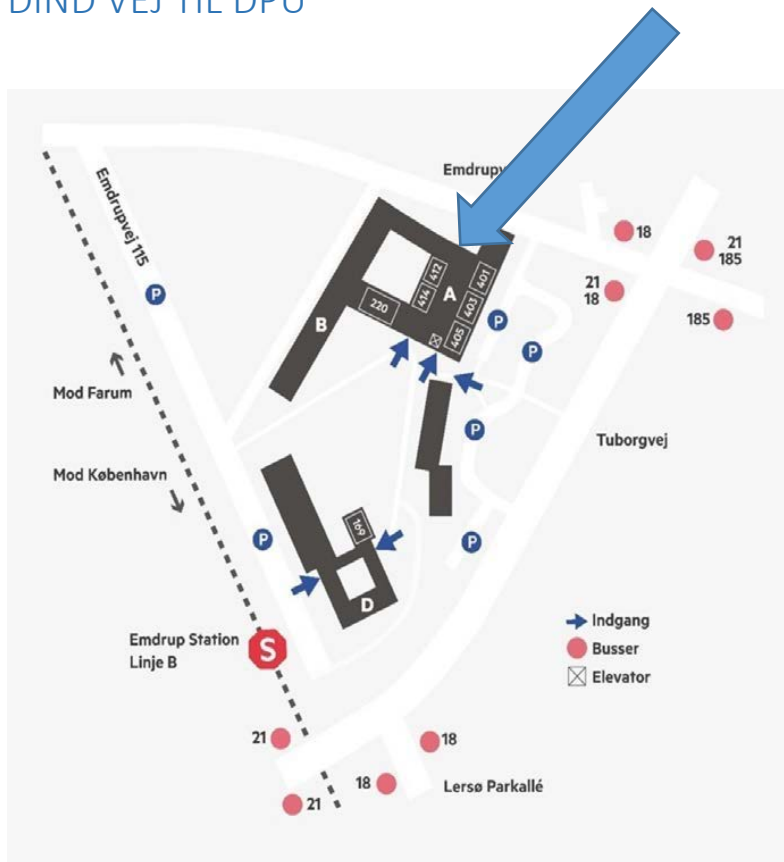 DIND VEJ TIL DPU
Emdrupv
Emdrupvej 115
18
21
185
21
18
185
412
401
414
A
403
220
405
B
P
P
P
P
P
P
Mod Farum
Mod København
Tuborgvej
169
D
Emdrup Station
Linje B
S
Indgang
Busser
Elevator
21
18
18
21
Lersø Parkallé